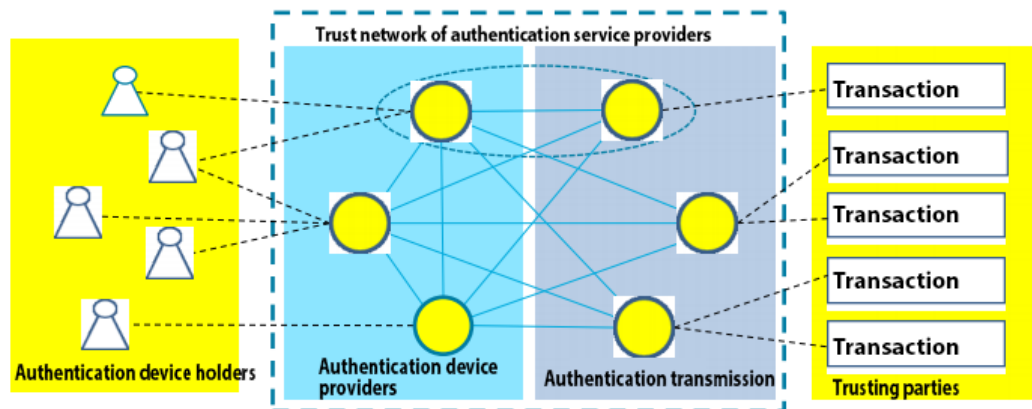 Trust network of authentication service providers
Transaction
Transaction
Transaction
Transaction
Transaction
Authentication device holders
Authentication device
providers
Authentication transmission
Trusting parties